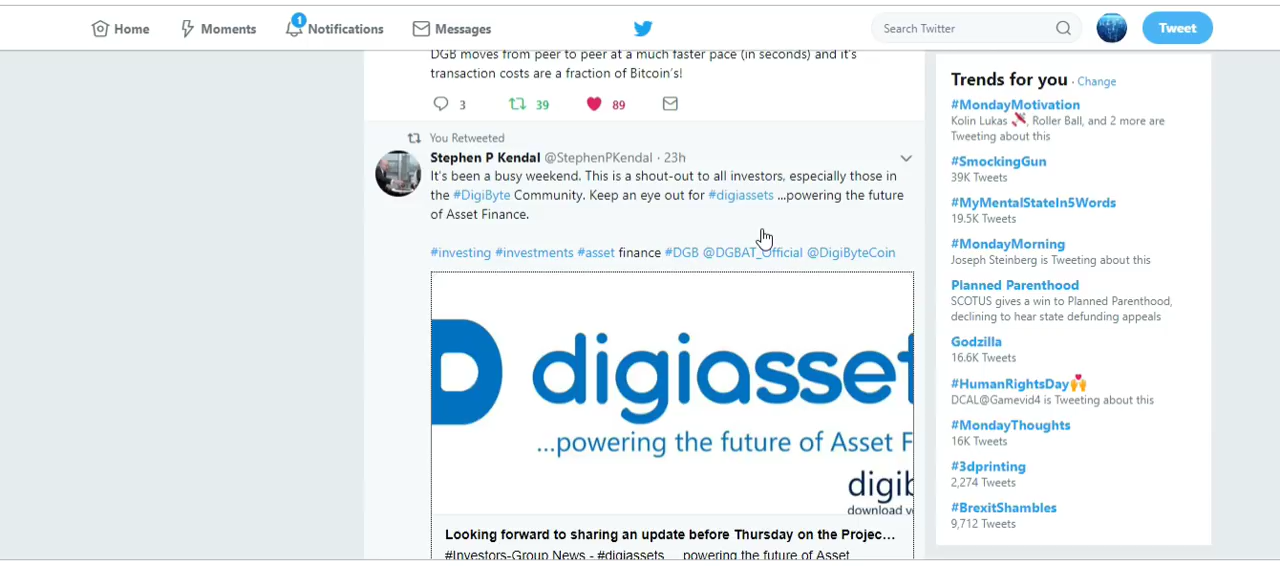 Home Moments 1 Notifications Messages Search Twitter Tweet
DGB moves from peer to peer at a much faster pace (in seconds) and it's
transaction costs are a fraction of Bitcoin's!
3 39 89
You Retweeted
Stephen P Kendal @StephenPKendal · 23h
It's been a busy weekend. This is a shout-out to all investors, especially those in
the #DigiByte Community. Keep an eye out for #digiassets ...powering the future
of Asset Finance.
#investing #investments #asset finance #DGB @DGBAT_Official @DigiByteCoin
digiasset
...powering the future of Asset F
digib
download
Looking forward to sharing an update before Thursday on the Projec...
#Investors-Group News - #digiassets ... powering the future of Asset
Trends for you · Change
#MondayMotivation
Kolin Lukas, Roller Ball, and 2 more are
Tweeting about this
#SmockingGun
39K Tweets
#MyMentalStateIn5Words
19.5K Tweets
#MondayMorning
Joseph Steinberg is Tweeting about this
Planned Parenthood
SCOTUS gives a win to Planned Parenthood,
declining to hear state defunding appeals
Godzilla
16.6K Tweets
#HumanRightsDay
DCAL@Gamevid4 is Tweeting about this
#MondayThoughts
16K Tweets
#3dprinting
2,274 Tweets
#BrexitShambles
9,712 Tweets